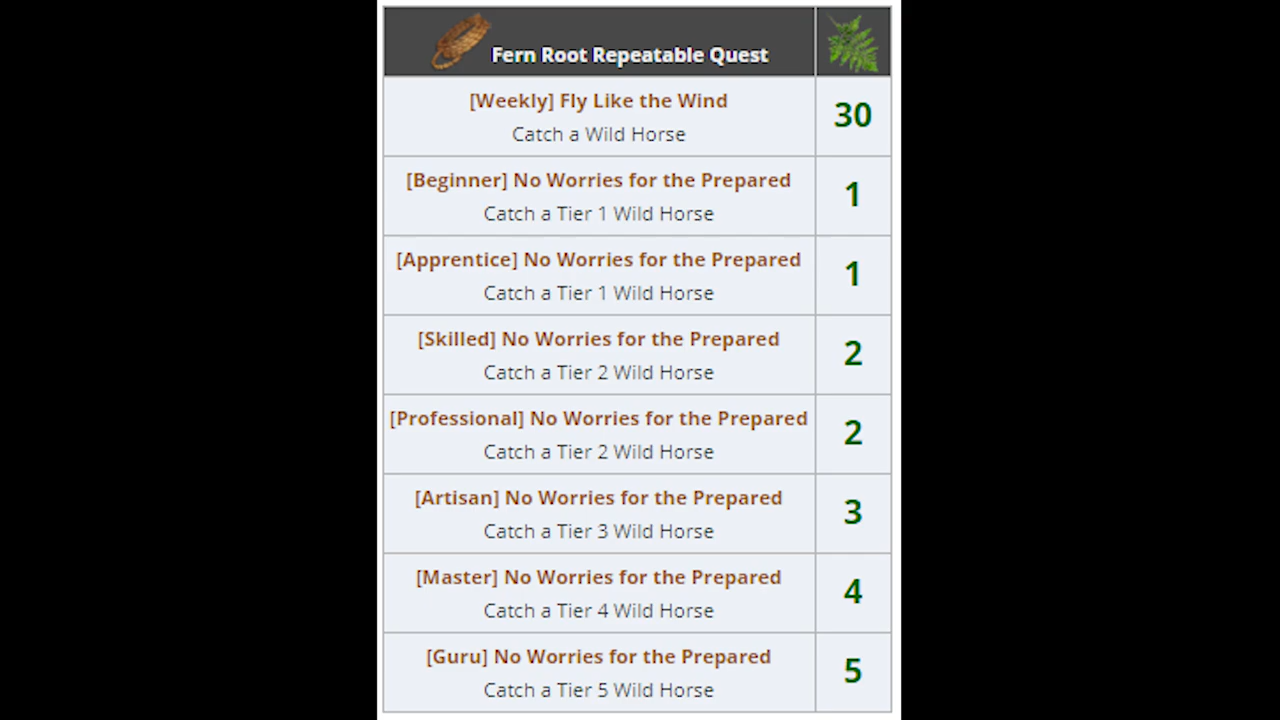 Fern Root Repeatable Quest
[Weekly] Fly Like the Wind
Catch a Wild Horse
30
[Beginner] No Worries for the Prepared
Catch a Tier 1 Wild Horse
1
[Apprentice] No Worries for the Prepared
Catch a Tier 1 Wild Horse
1
[Skilled] No Worries for the Prepared
Catch a Tier 2 Wild Horse
2
[Professional] No Worries for the Prepared
Catch a Tier 2 Wild Horse
2
[Artisan] No Worries for the Prepared
Catch a Tier 3 Wild Horse
3
[Master] No Worries for the Prepared
Catch a Tier 4 Wild Horse
4
[Guru] No Worries for the Prepared
Catch a Tier 5 Wild Horse
5